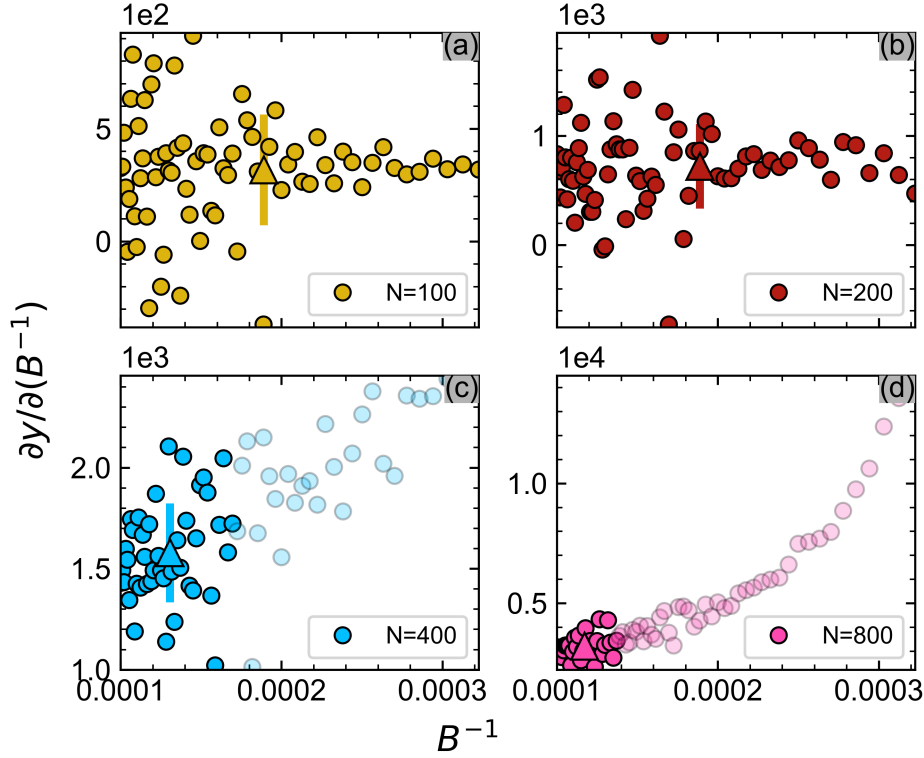 1e2
(a)
5
0
N=100
1e3
(b)
1
0
N=200
∂y/∂(B⁻¹)
1e3
(c)
2.0
1.5
1.0
N=400
0.0001
0.0002
0.0003
1e4
(d)
1.0
0.5
N=800
0.0001
0.0002
0.0003
B⁻¹